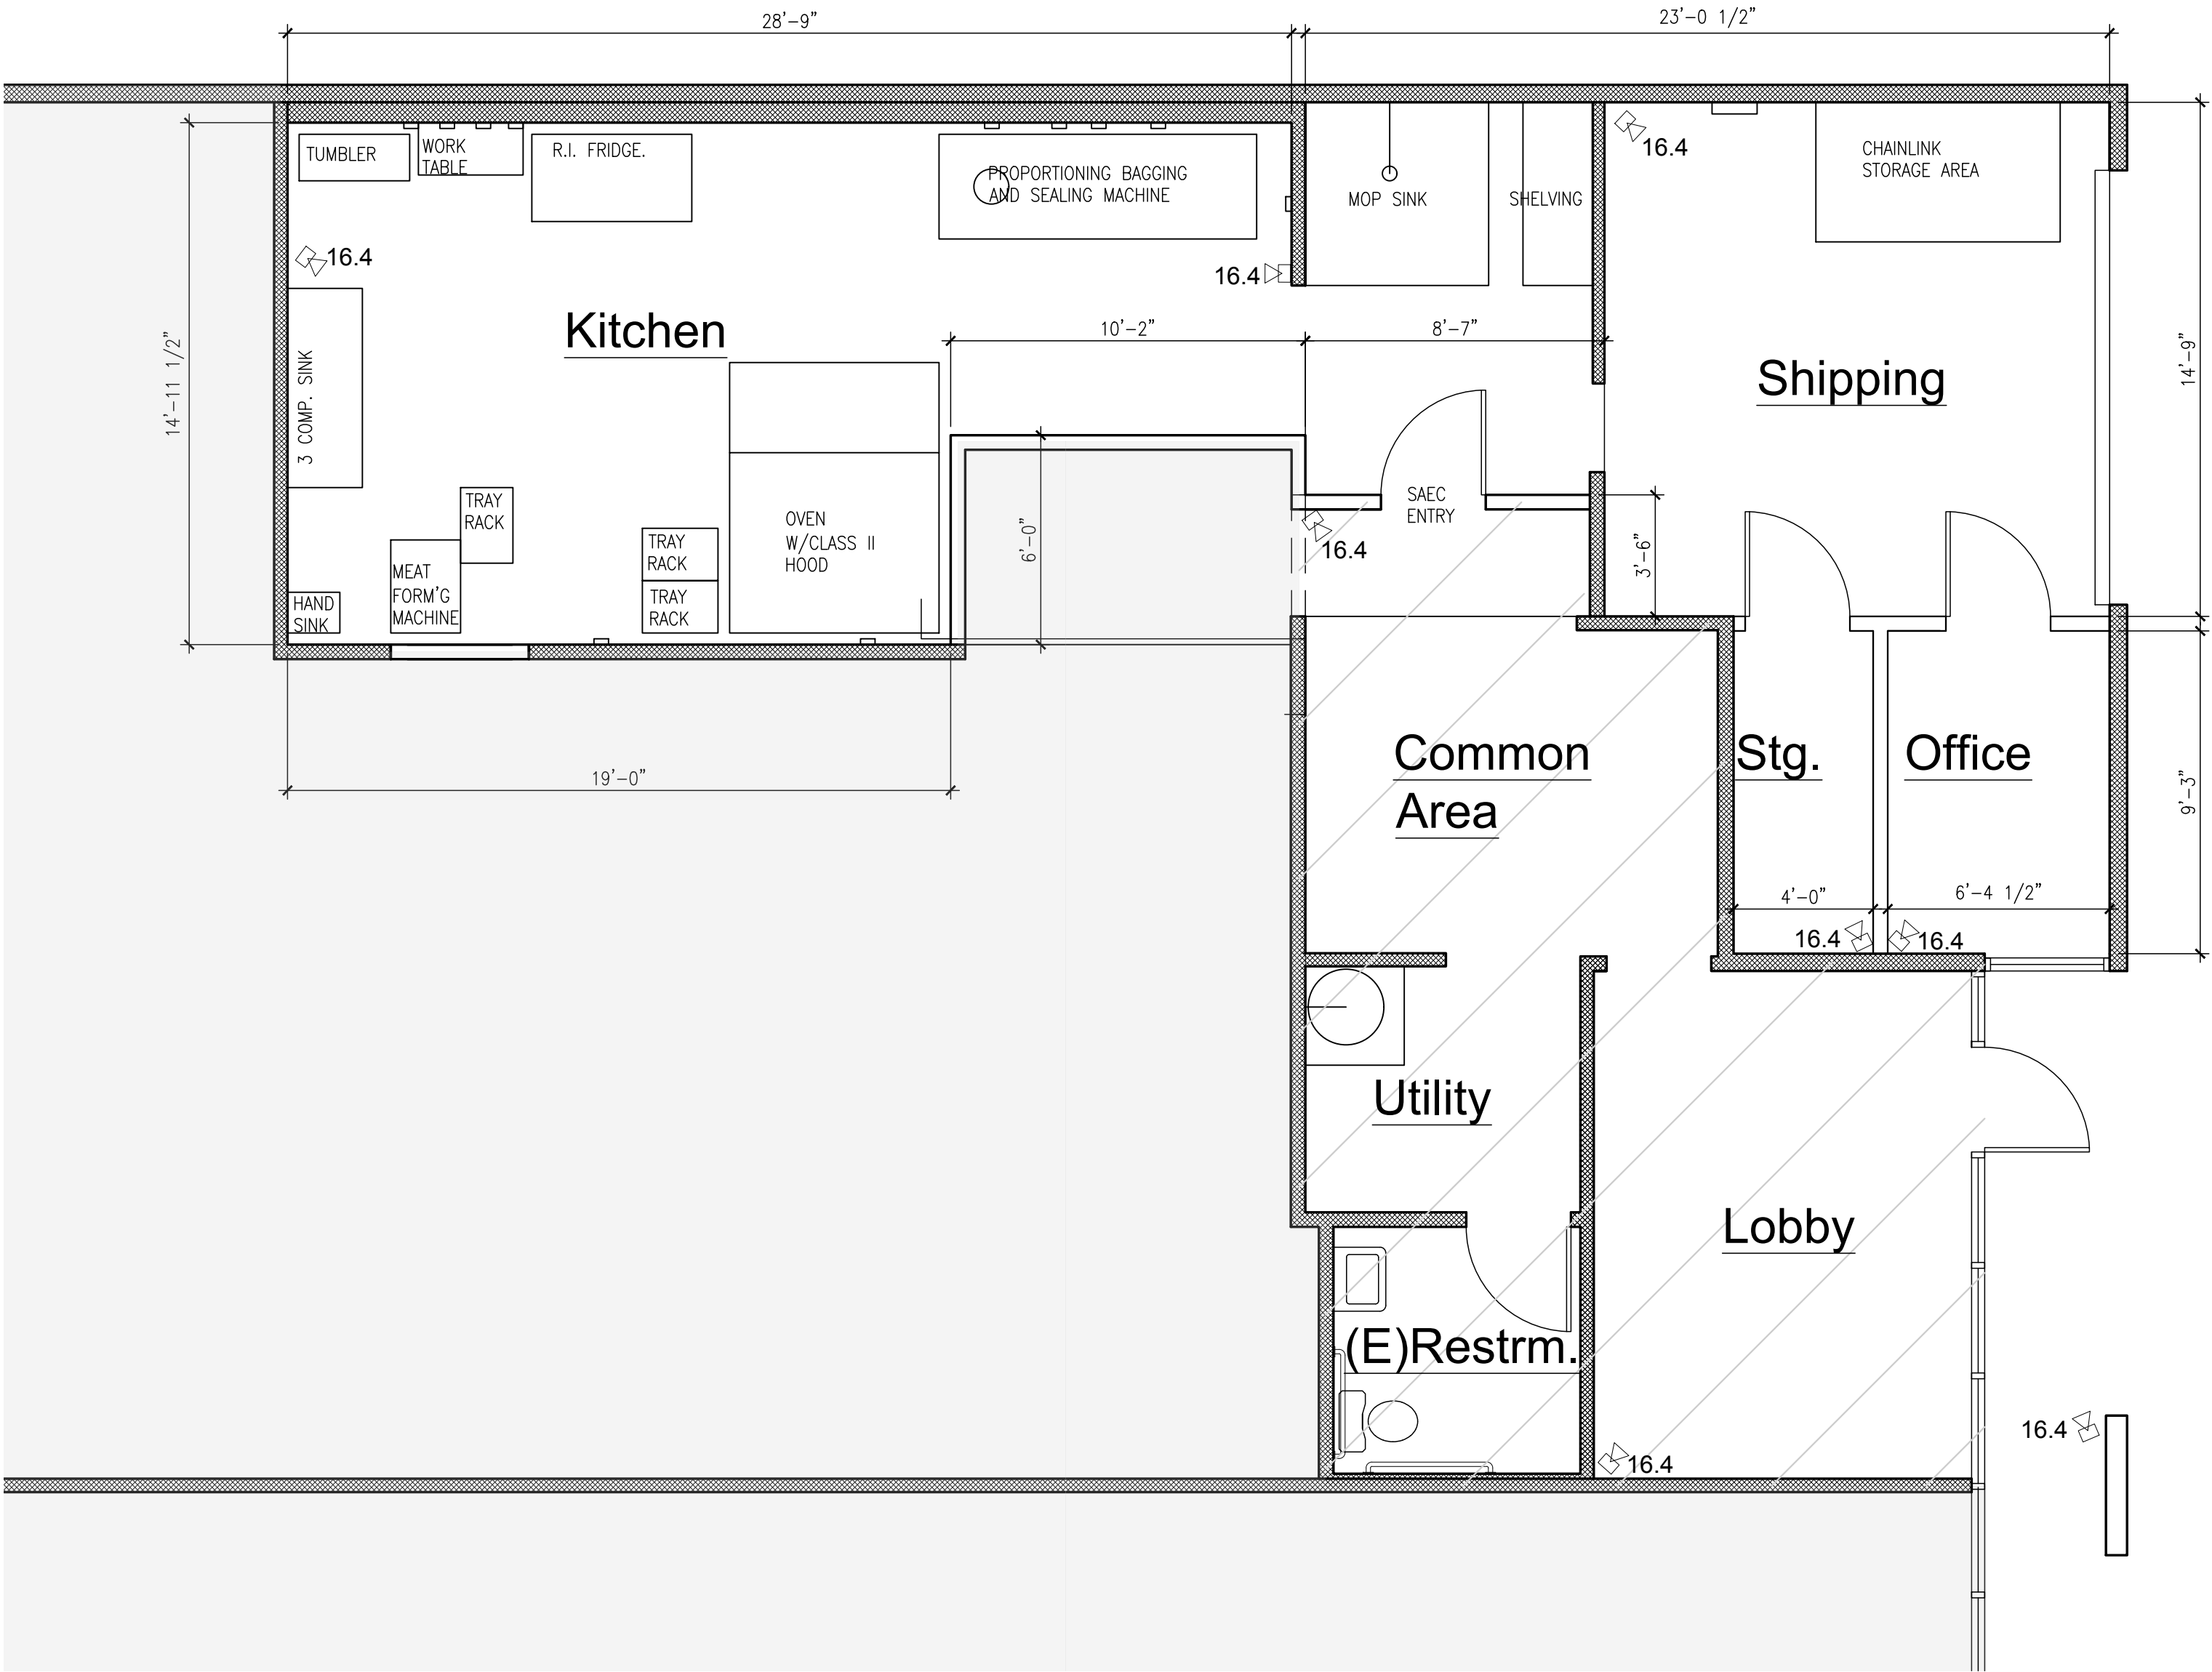 28'-9"
23'-0 1/2"
TUMBLER
WORK
TABLE
R.I. FRIDGE.
PROPORTIONING BAGGING
AND SEALING MACHINE
MOP SINK
SHELVING
16.4
CHAINLINK
STORAGE AREA
16.4
16.4
Kitchen
10'-2"
8'-7"
14'-11 1/2"
3 COMP. SINK
Shipping
14'-9"
TRAY
RACK
OVEN
W/CLASS II
HOOD
6'-0"
SAEC
ENTRY
16.4
3'-6"
TRAY
RACK
TRAY
RACK
MEAT
FORM'G
MACHINE
HAND
SINK
19'-0"
Common
Area
Stg.
Office
9'-3"
4'-0"
6'-4 1/2"
16.4
16.4
Utility
Lobby
(E)Restrm.
16.4
16.4